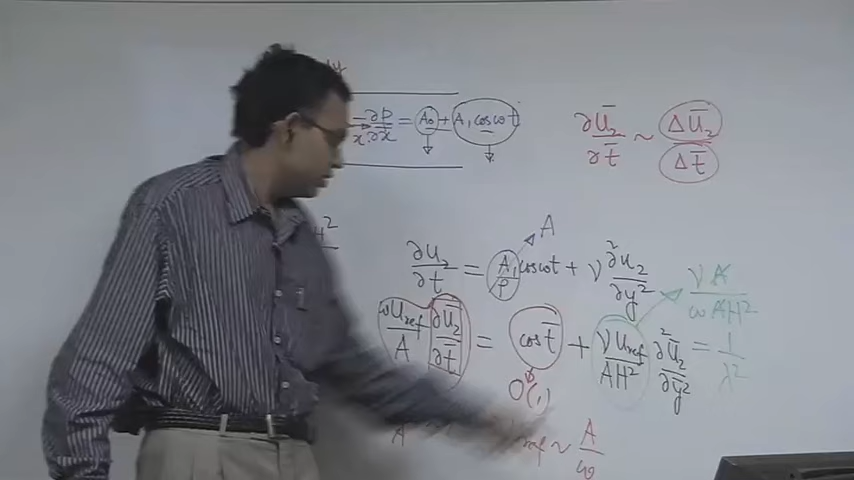 ∂p/∂x = A₀ + A₁ cos ωt
∂ū₂/∂t̄ ~ Δū₂/Δt̄
A
∂u₂/∂t = A₁/ρ cos ωt + ν ∂²u₂/∂y²
νA/ωAH²
ωU_ref/A ∂ū₂/∂t̄ = cos t̄ + νU_ref/AH² ∂²ū₂/∂ȳ² = 1/λ²
O(1)
ref ~ A/ω